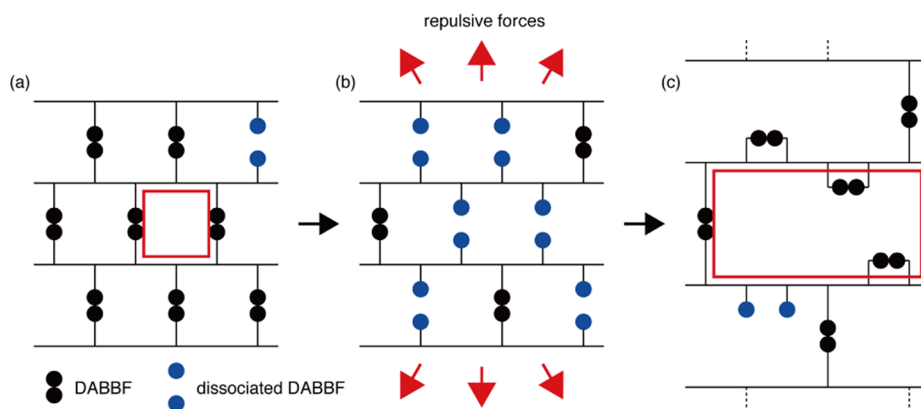 repulsive forces
(a)
(b)
(c)
DABBF
dissociated DABBF